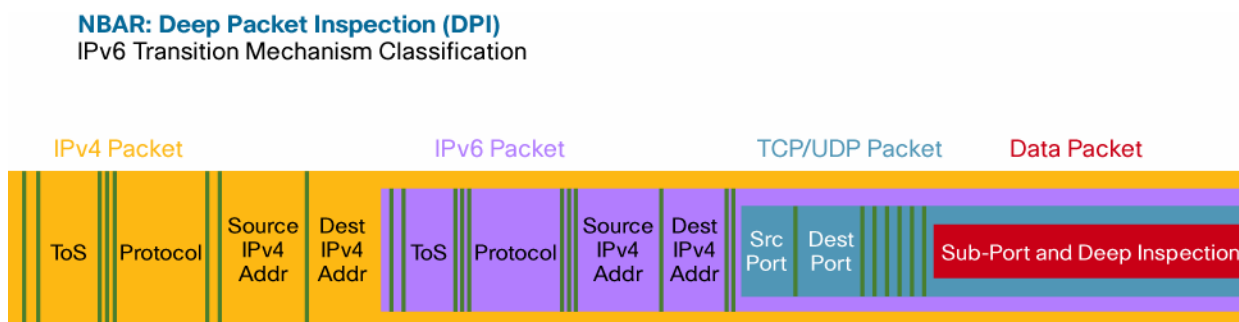 NBAR: Deep Packet Inspection (DPI)
IPv6 Transition Mechanism Classification
IPv4 Packet
IPv6 Packet
TCP/UDP Packet
Data Packet
ToS
Protocol
Source
IPv4
Addr
Dest
IPv4
Addr
ToS
Protocol
Source
IPv4
Addr
Dest
IPv4
Addr
Src
Port
Dest
Port
Sub-Port and Deep Inspection